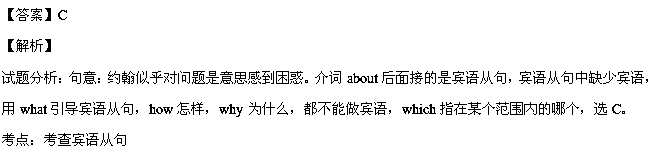 【答案】C
【解析】
试题分析：句意：约翰似乎对问题是意思感到困惑。介词 about 后面接的是宾语从句，宾语从句中缺少宾语，
用 what 引导宾语从句，how 怎样，why 为什么，都不能做宾语，which 指在某个范围内的哪个，选 C。
考点：考查宾语从句